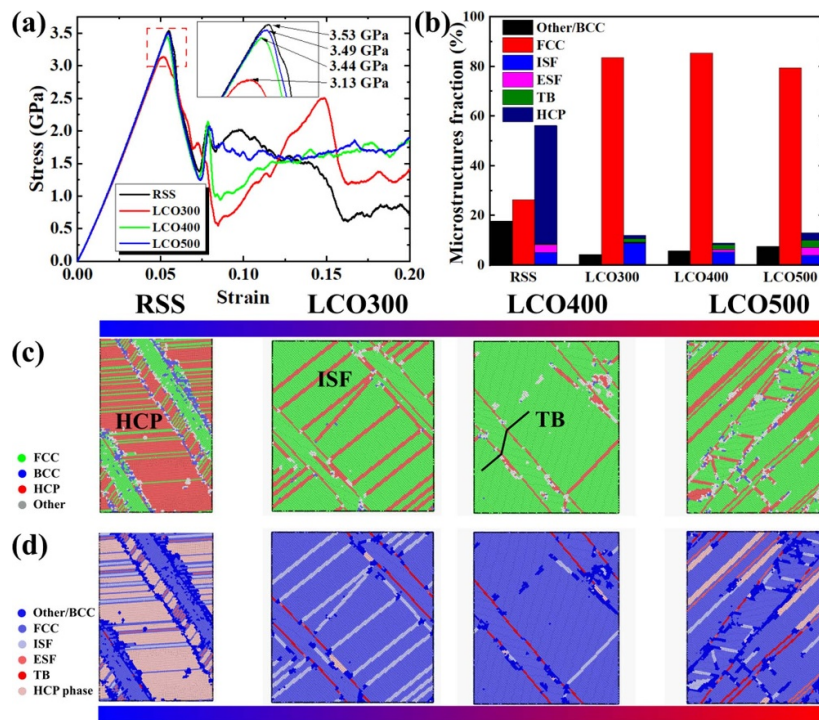 (a)
3.5
3.0
2.5
2.0
1.5
1.0
0.5
0.0
Stress (GPa)
3.53 GPa
3.49 GPa
3.44 GPa
3.13 GPa
RSS
LCO300
LCO400
LCO500
0.00 0.05 0.10 0.15 0.20
Strain
(b)
100
80
60
40
20
0
Microstructures fraction (%)
Other/BCC
FCC
ISF
ESF
TB
HCP
RSS LCO300 LCO400 LCO500
RSS LCO300 LCO400 LCO500
(c)
HCP
ISF
TB
FCC
BCC
HCP
Other
(d)
Other/BCC
FCC
ISF
ESF
TB
HCP phase